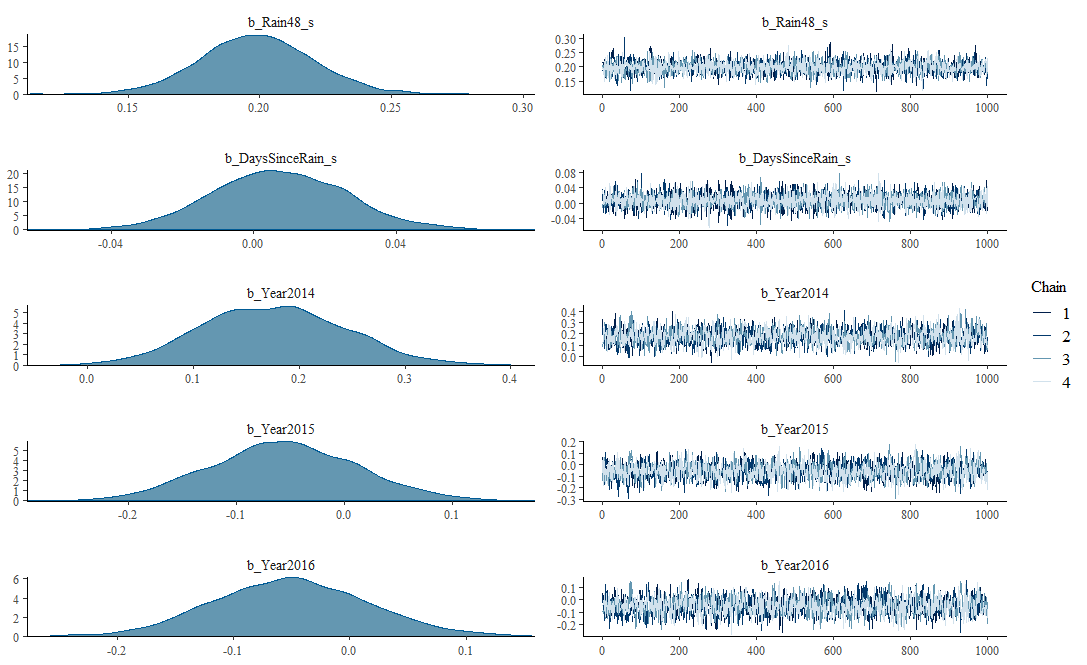 b_Rain48_s
15
10
5
0
0.15 0.20 0.25 0.30
b_Rain48_s
0.30
0.25
0.20
0.15
0 200 400 600 800 1000
b_DaysSinceRain_s
20
15
10
5
0
-0.04 0.00 0.04
b_DaysSinceRain_s
0.08
0.04
0.00
-0.04
0 200 400 600 800 1000
b_Year2014
5
4
3
2
1
0
0.0 0.1 0.2 0.3 0.4
b_Year2014
0.4
0.3
0.2
0.1
0.0
0 200 400 600 800 1000
b_Year2015
5
4
3
2
1
0
-0.2 -0.1 0.0 0.1
b_Year2015
0.2
0.1
0.0
-0.1
-0.2
-0.3
0 200 400 600 800 1000
b_Year2016
6
4
2
0
-0.2 -0.1 0.0 0.1
b_Year2016
0.1
0.0
-0.1
-0.2
0 200 400 600 800 1000
Chain
1
2
3
4